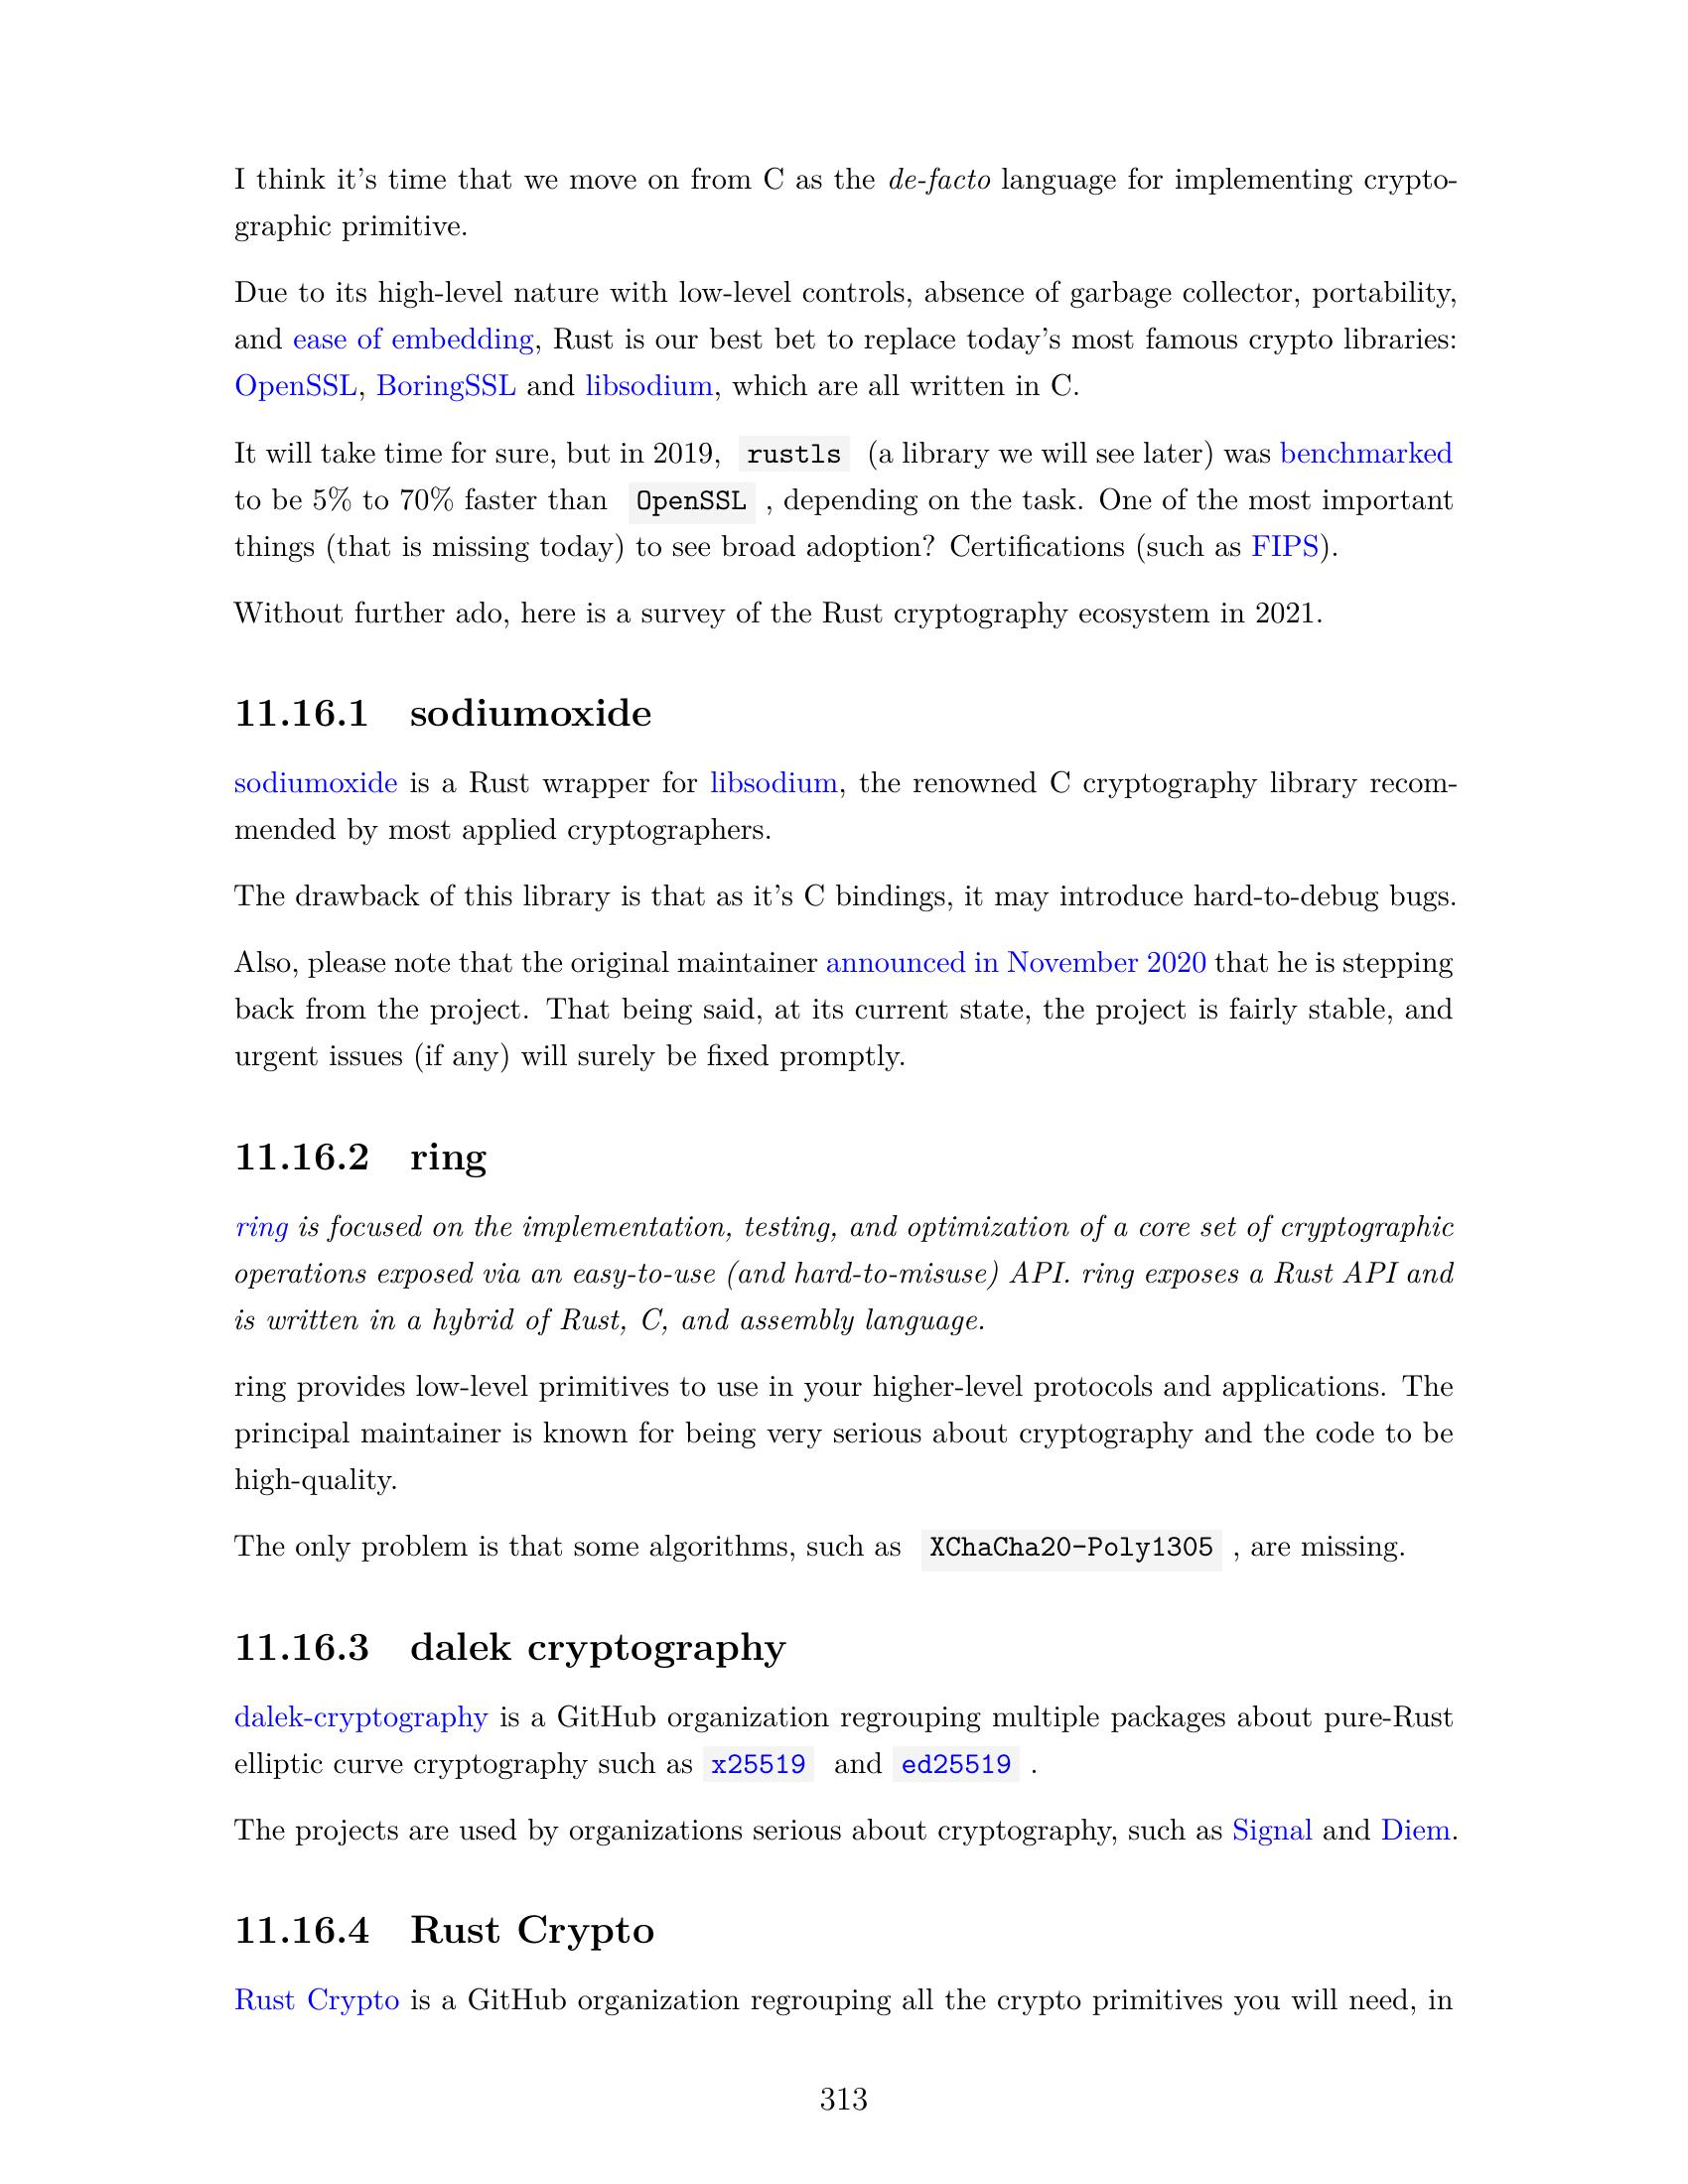 I think it's time that we move on from C as the de-facto language for implementing crypto-
graphic primitive.
Due to its high-level nature with low-level controls, absence of garbage collector, portability,
and ease of embedding, Rust is our best bet to replace today's most famous crypto libraries:
OpenSSL, BoringSSL and libsodium, which are all written in C.
It will take time for sure, but in 2019, rustls (a library we will see later) was benchmarked
to be 5% to 70% faster than OpenSSL , depending on the task. One of the most important
things (that is missing today) to see broad adoption? Certifications (such as FIPS).
Without further ado, here is a survey of the Rust cryptography ecosystem in 2021.
11.16.1 sodiumoxide
sodiumoxide is a Rust wrapper for libsodium, the renowned C cryptography library recom-
mended by most applied cryptographers.
The drawback of this library is that as it's C bindings, it may introduce hard-to-debug bugs.
Also, please note that the original maintainer announced in November 2020 that he is stepping
back from the project. That being said, at its current state, the project is fairly stable, and
urgent issues (if any) will surely be fixed promptly.
11.16.2 ring
ring is focused on the implementation, testing, and optimization of a core set of cryptographic
operations exposed via an easy-to-use (and hard-to-misuse) API. ring exposes a Rust API and
is written in a hybrid of Rust, C, and assembly language.
ring provides low-level primitives to use in your higher-level protocols and applications. The
principal maintainer is known for being very serious about cryptography and the code to be
high-quality.
The only problem is that some algorithms, such as XChaCha20-Poly1305 , are missing.
11.16.3 dalek cryptography
dalek-cryptography is a GitHub organization regrouping multiple packages about pure-Rust
elliptic curve cryptography such as x25519 and ed25519 .
The projects are used by organizations serious about cryptography, such as Signal and Diem.
11.16.4 Rust Crypto
Rust Crypto is a GitHub organization regrouping all the crypto primitives you will need, in
313